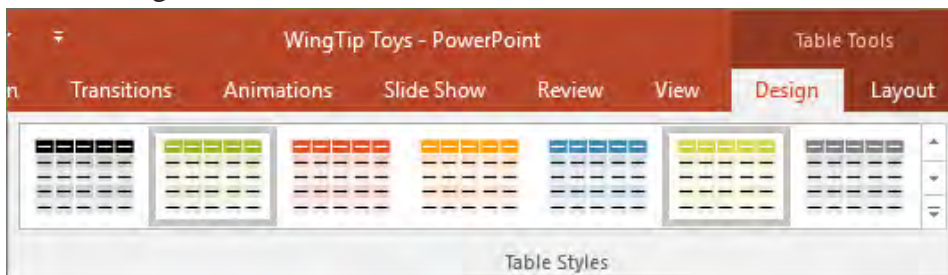 WingTip Toys - PowerPoint Table Tools
Transitions Animations Slide Show Review View Design Layout
Table Styles